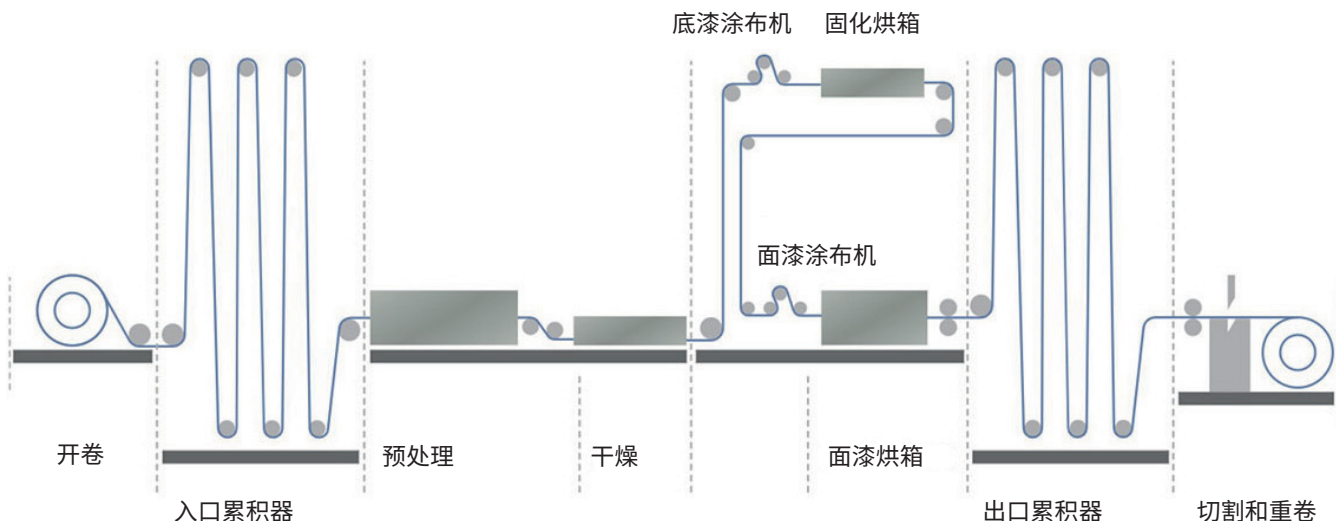 底漆涂布机 固化烘箱
面漆涂布机
开卷
预处理
干燥
面漆烘箱
入口累积器
出口累积器
切割和重卷